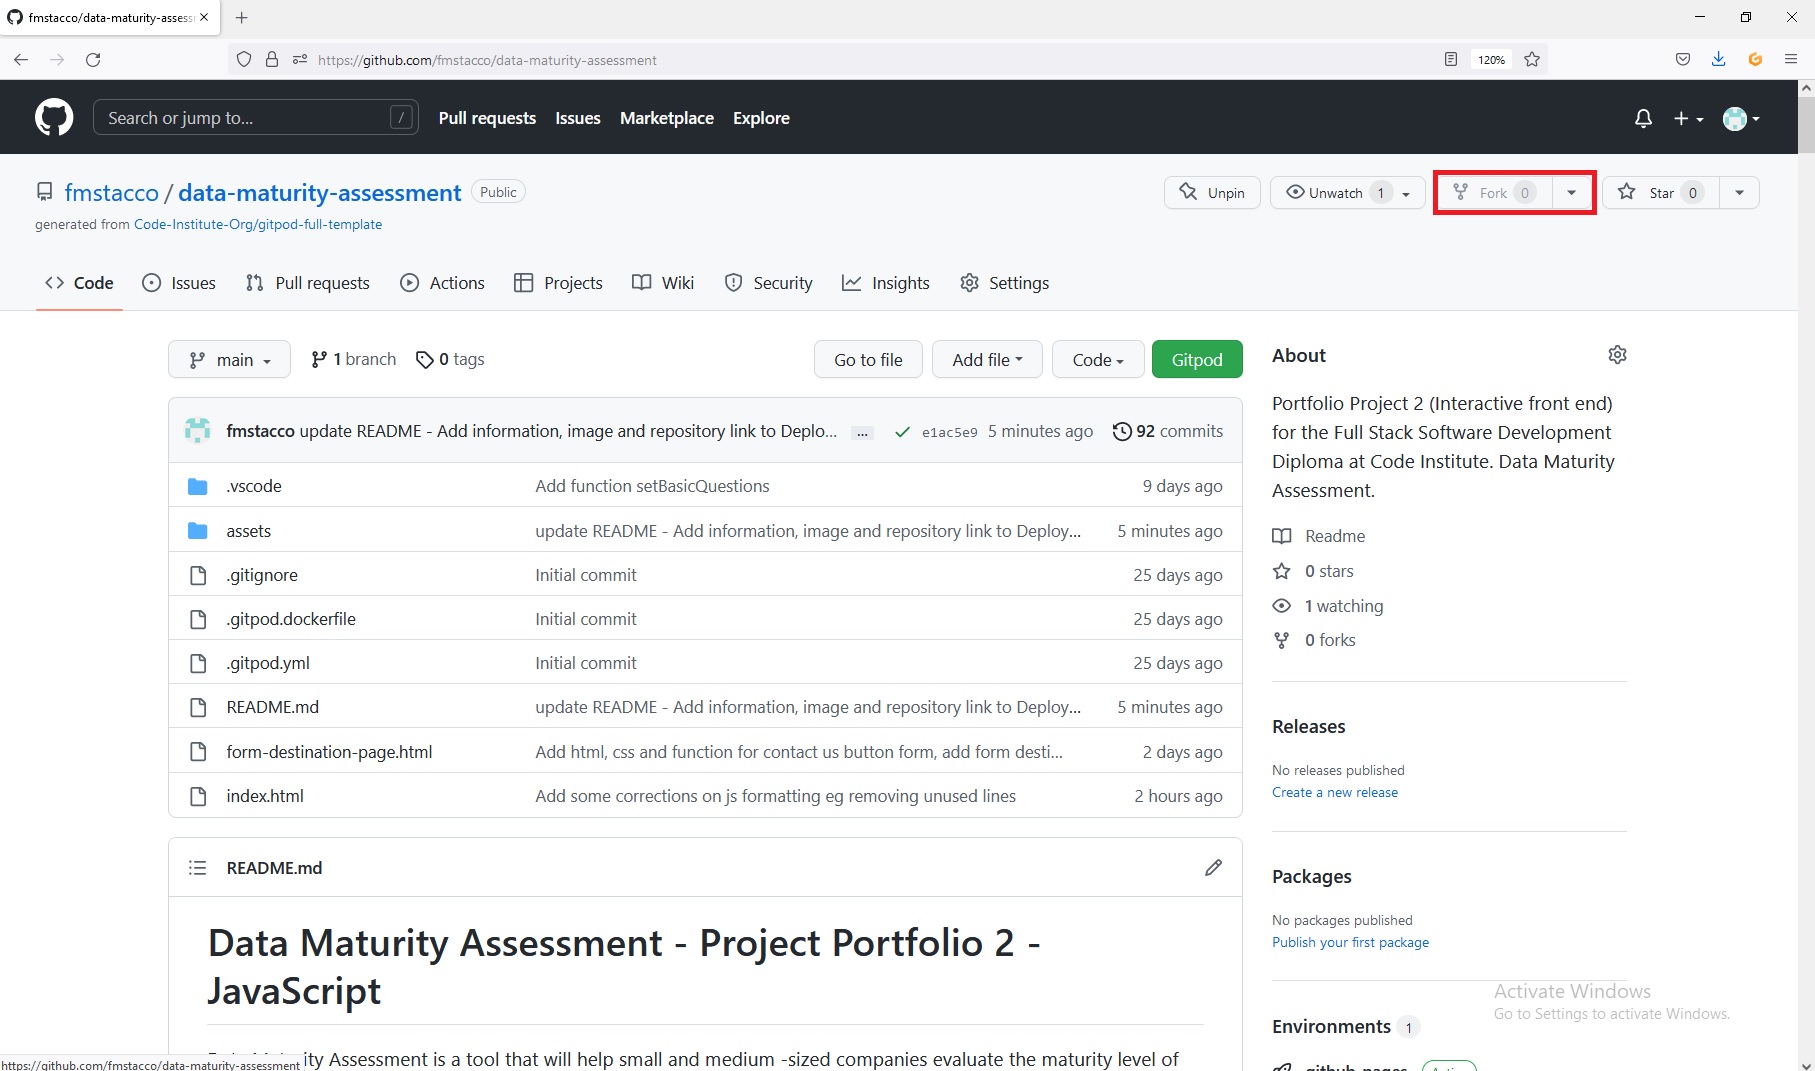 fmstacco/data-maturity-assess
https://github.com/fmstacco/data-maturity-assessment
120%
Search or jump to...
/
Pull requests
Issues
Marketplace
Explore
fmstacco / data-maturity-assessment Public
generated from Code-Institute-Org/gitpod-full-template
Unpin
Unwatch 1
Fork 0
Star 0
Code
Issues
Pull requests
Actions
Projects
Wiki
Security
Insights
Settings
main
1 branch
0 tags
Go to file
Add file
Code
Gitpod
fmstacco update README - Add information, image and repository link to Deplo... ... e1ac5e9 5 minutes ago 92 commits
.vscode Add function setBasicQuestions 9 days ago
assets update README - Add information, image and repository link to Deploy... 5 minutes ago
.gitignore Initial commit 25 days ago
.gitpod.dockerfile Initial commit 25 days ago
.gitpod.yml Initial commit 25 days ago
README.md update README - Add information, image and repository link to Deploy... 5 minutes ago
form-destination-page.html Add html, css and function for contact us button form, add form desti... 2 days ago
index.html Add some corrections on js formatting eg removing unused lines 2 hours ago
README.md
Data Maturity Assessment - Project Portfolio 2 -
JavaScript
Assessment is a tool that will help small and medium -sized companies evaluate the maturity level of
https://github.com/fmstacco/data-maturity-assessment
About
Portfolio Project 2 (Interactive front end)
for the Full Stack Software Development
Diploma at Code Institute. Data Maturity
Assessment.
Readme
0 stars
1 watching
0 forks
Releases
No releases published
Create a new release
Packages
No packages published
Publish your first package
Environments 1
Activate Windows
Go to Settings to activate Windows.